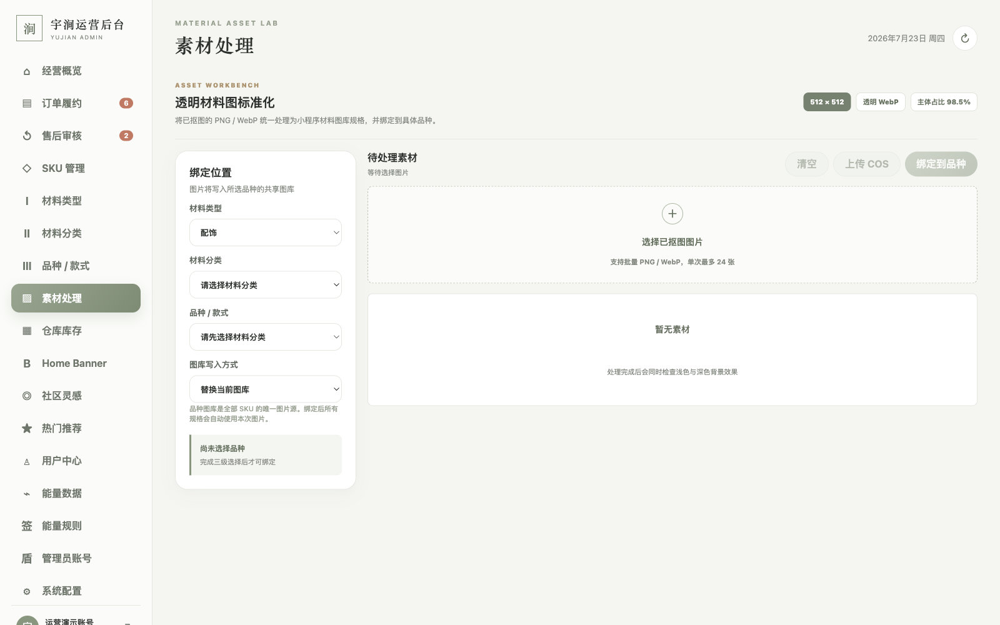 涧
宇涧运营后台
YUJIAN ADMIN
经营概览
订单履约 6
售后审核 2
SKU 管理
I 材料类型
II 材料分类
III 品种 / 款式
素材处理
仓库库存
B Home Banner
社区灵感
热门推荐
用户中心
能量数据
签 能量规则
盾 管理员账号
系统配置
运营演示账号
MATERIAL ASSET LAB
素材处理
2026年7月23日 周四
ASSET WORKBENCH
透明材料图标准化
将已抠图的 PNG / WebP 统一处理为小程序材料图库规格，并绑定到具体品种。
512 × 512
透明 WebP
主体占比 98.5%
绑定位置
图片将写入所选品种的共享图库
材料类型
配饰
材料分类
请选择材料分类
品种 / 款式
请先选择材料分类
图库写入方式
替换当前图库
品种图库是全部 SKU 的唯一图片源。绑定后所有
规格会自动使用本次图片。
尚未选择品种
完成三级选择后才可绑定
待处理素材
等待选择图片
清空
上传 COS
绑定到品种
选择已抠图图片
支持批量 PNG / WebP，单次最多 24 张
暂无素材
处理完成后会同时检查浅色与深色背景效果